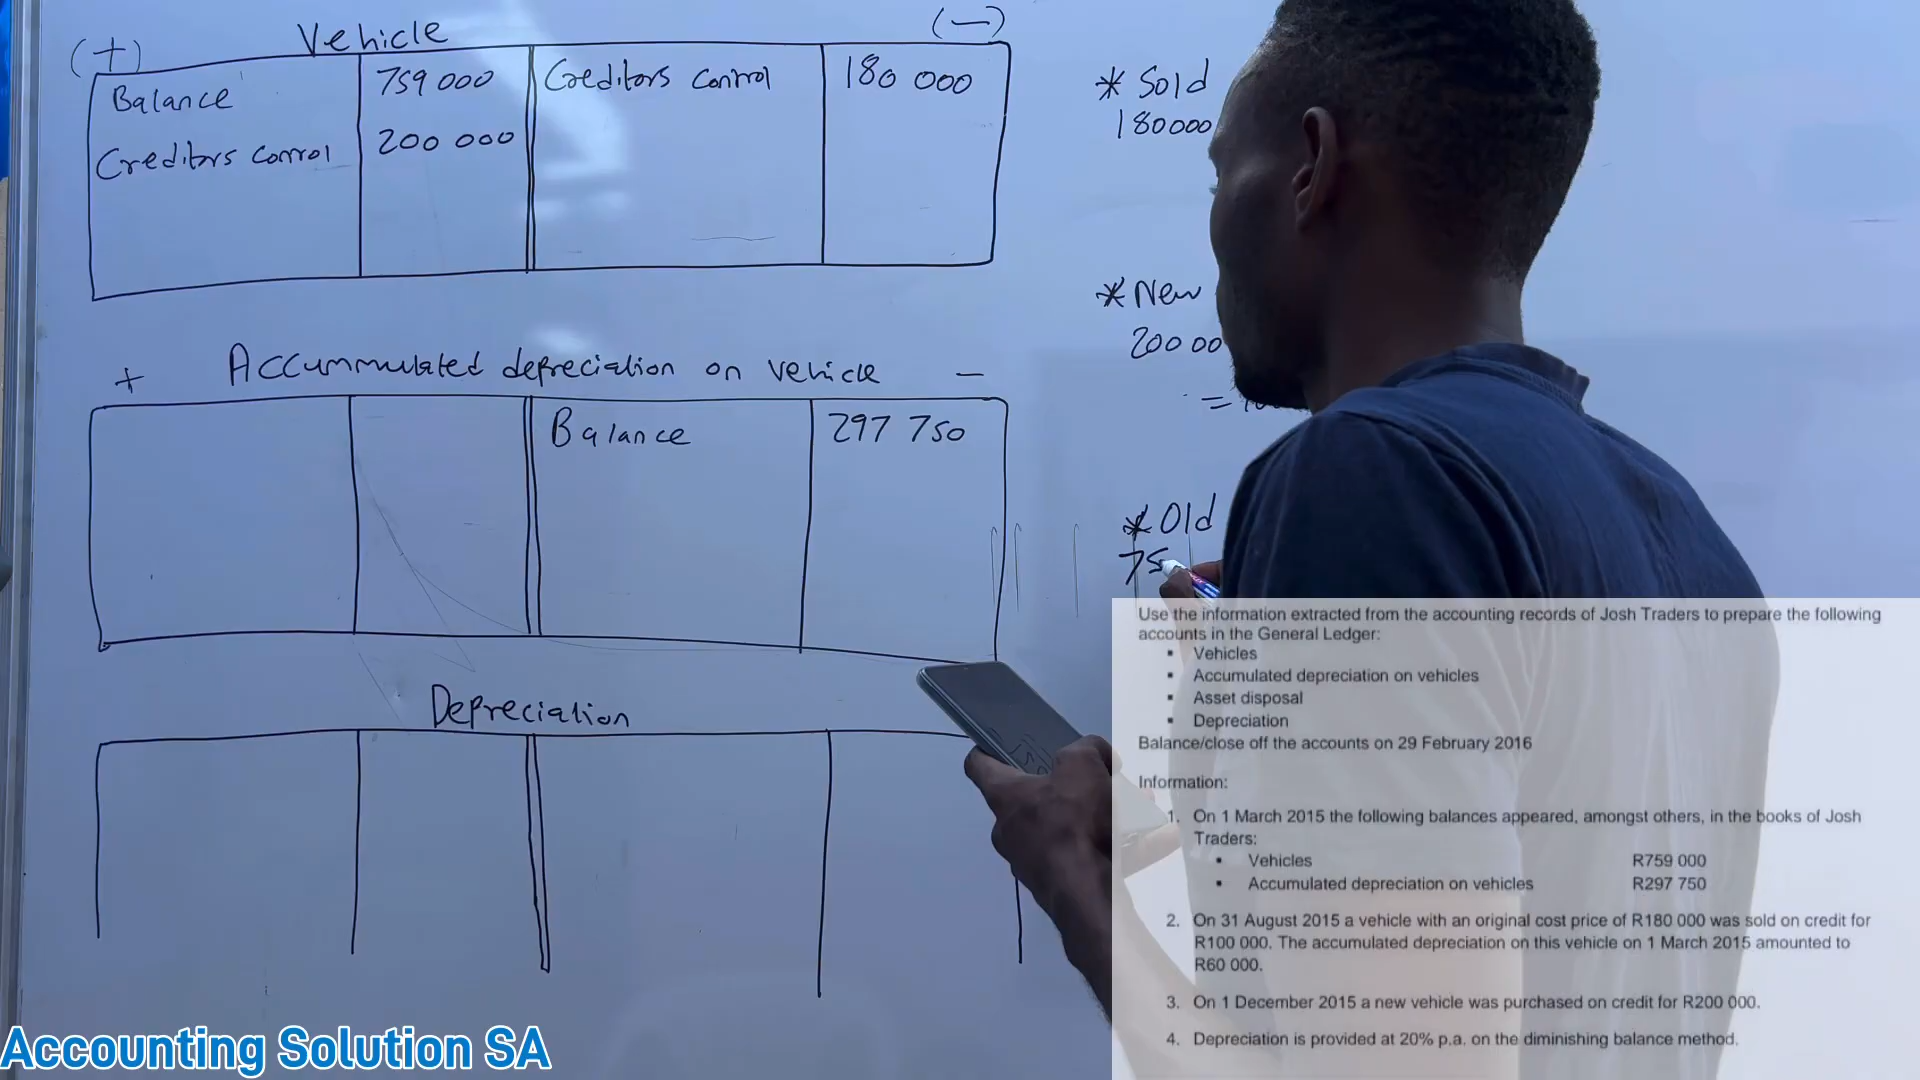 (+) Vehicle (–)
Balance 759 000 Creditors control 180 000
Creditors control 200 000
+ Accummulated depreciation on vehicle –
Balance 297 750
Depreciation
* Sold
180000
* New
200 00
=
* Old
75
Use the information extracted from the accounting records of Josh Traders to prepare the following
accounts in the General Ledger:
▪ Vehicles
▪ Accumulated depreciation on vehicles
▪ Asset disposal
▪ Depreciation
Balance/close off the accounts on 29 February 2016
Information:
1. On 1 March 2015 the following balances appeared, amongst others, in the books of Josh
Traders:
▪ Vehicles R759 000
▪ Accumulated depreciation on vehicles R297 750
2. On 31 August 2015 a vehicle with an original cost price of R180 000 was sold on credit for
R100 000. The accumulated depreciation on this vehicle on 1 March 2015 amounted to
R60 000.
3. On 1 December 2015 a new vehicle was purchased on credit for R200 000.
4. Depreciation is provided at 20% p.a. on the diminishing balance method.
Accounting Solution SA